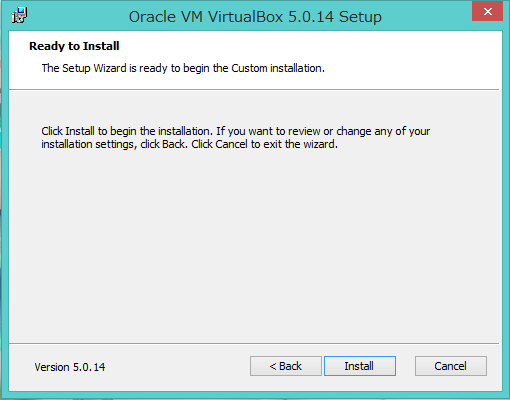 Oracle VM VirtualBox 5.0.14 Setup
Ready to Install
The Setup Wizard is ready to begin the Custom installation.
Click Install to begin the installation. If you want to review or change any of your
installation settings, click Back. Click Cancel to exit the wizard.
Version 5.0.14
< Back
Install
Cancel